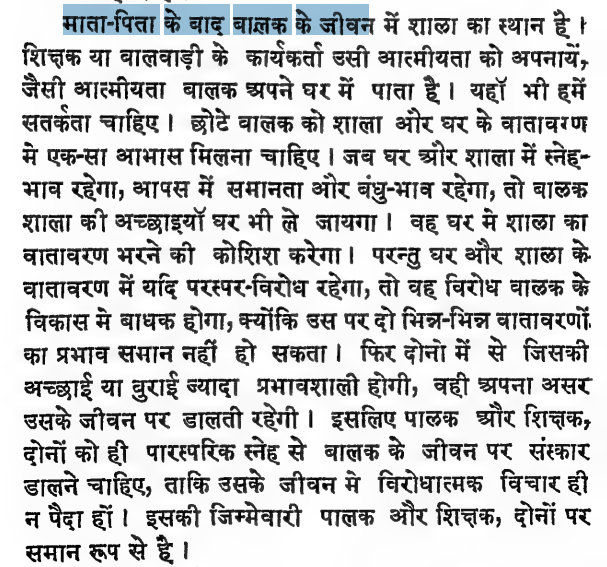 माता-पिता के बाद बालक के जीवन में शाला का स्थान है।
शिक्षक या बालवाड़ी के कार्यकर्ता उसी आत्मीयता को अपनायें,
जैसी आत्मीयता बालक अपने घर में पाता है। यहाँ भी हमें
सतर्कता चाहिए। छोटे बालक को शाला और घर के वातावरण
मे एक-सा आभास मिलना चाहिए। जब घर और शाला में स्नेह-
भाव रहेगा, आपस में समानता और बंधु-भाव रहेगा, तो बालक
शाला की अच्छाइयाँ घर भी ले जायगा। वह घर मे शाला का
वातावरण भरने की कोशिश करेगा। परन्तु घर और शाला के
वातावरण में यदि परस्पर-विरोध रहेगा, तो वह विरोध बालक के
विकास मे बाधक होगा, क्योंकि उस पर दो भिन्न-भिन्न वातावरणों
का प्रभाव समान नहीं हो सकता। फिर दोनो में से जिसकी
अच्छाई या बुराई ज्यादा प्रभावशाली होगी, वही अपना असर
उसके जीवन पर डालती रहेगी। इसलिए पालक और शिक्षक,
दोनों को ही पारस्परिक स्नेह से बालक के जीवन पर संस्कार
डालने चाहिए, ताकि उसके जीवन मे विरोधात्मक विचार ही
न पैदा हों। इसकी जिम्मेवारी पालक और शिक्षक, दोनों पर
समान रूप से है।